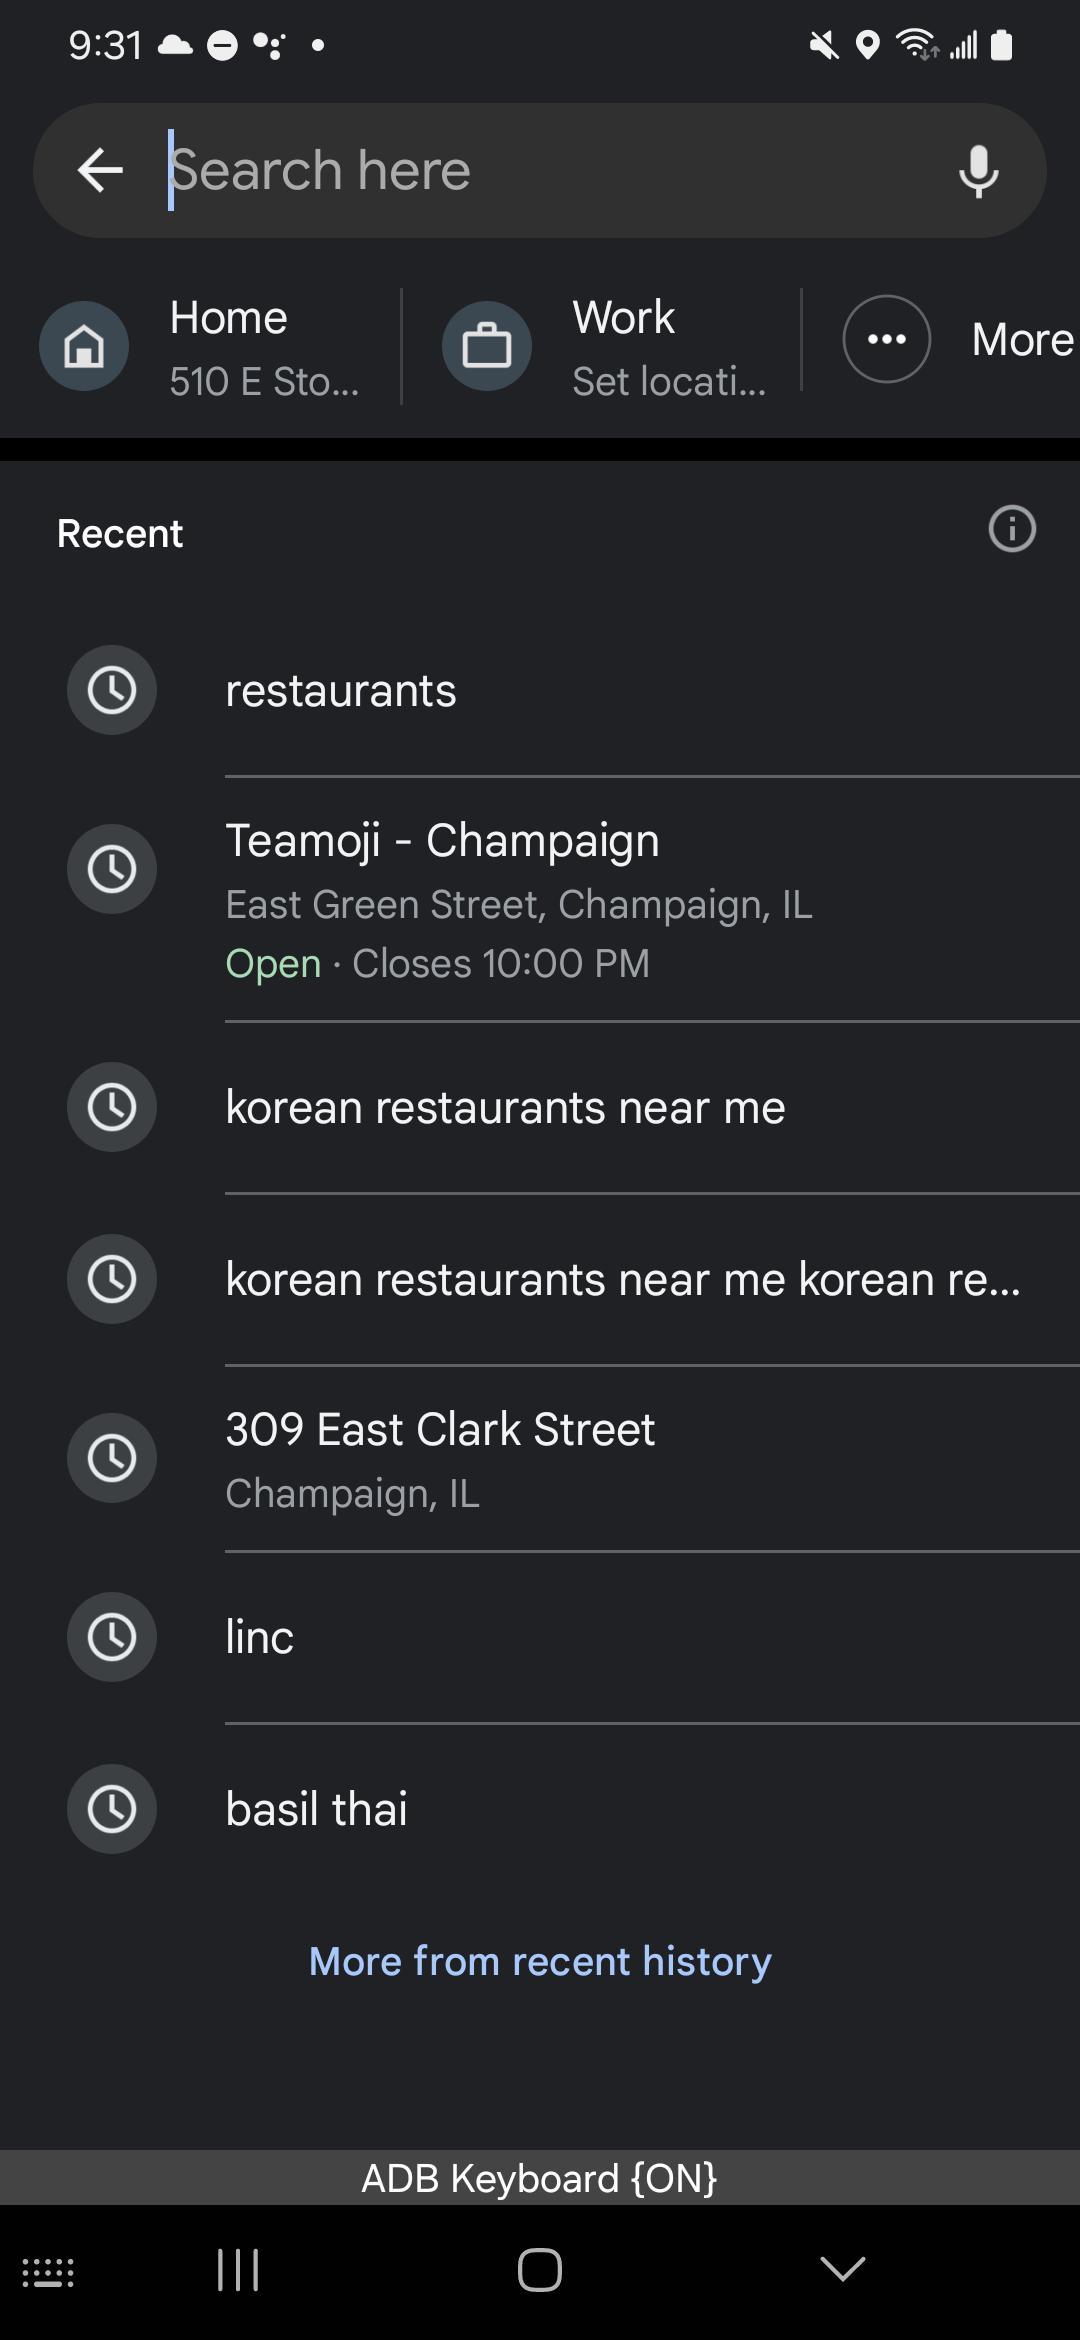 9:31
Search here
Home
510 E Sto...
Work
Set locati...
More
Recent
restaurants
Teamoji - Champaign
East Green Street, Champaign, IL
Open · Closes 10:00 PM
korean restaurants near me
korean restaurants near me korean re...
309 East Clark Street
Champaign, IL
linc
basil thai
More from recent history
ADB Keyboard {ON}